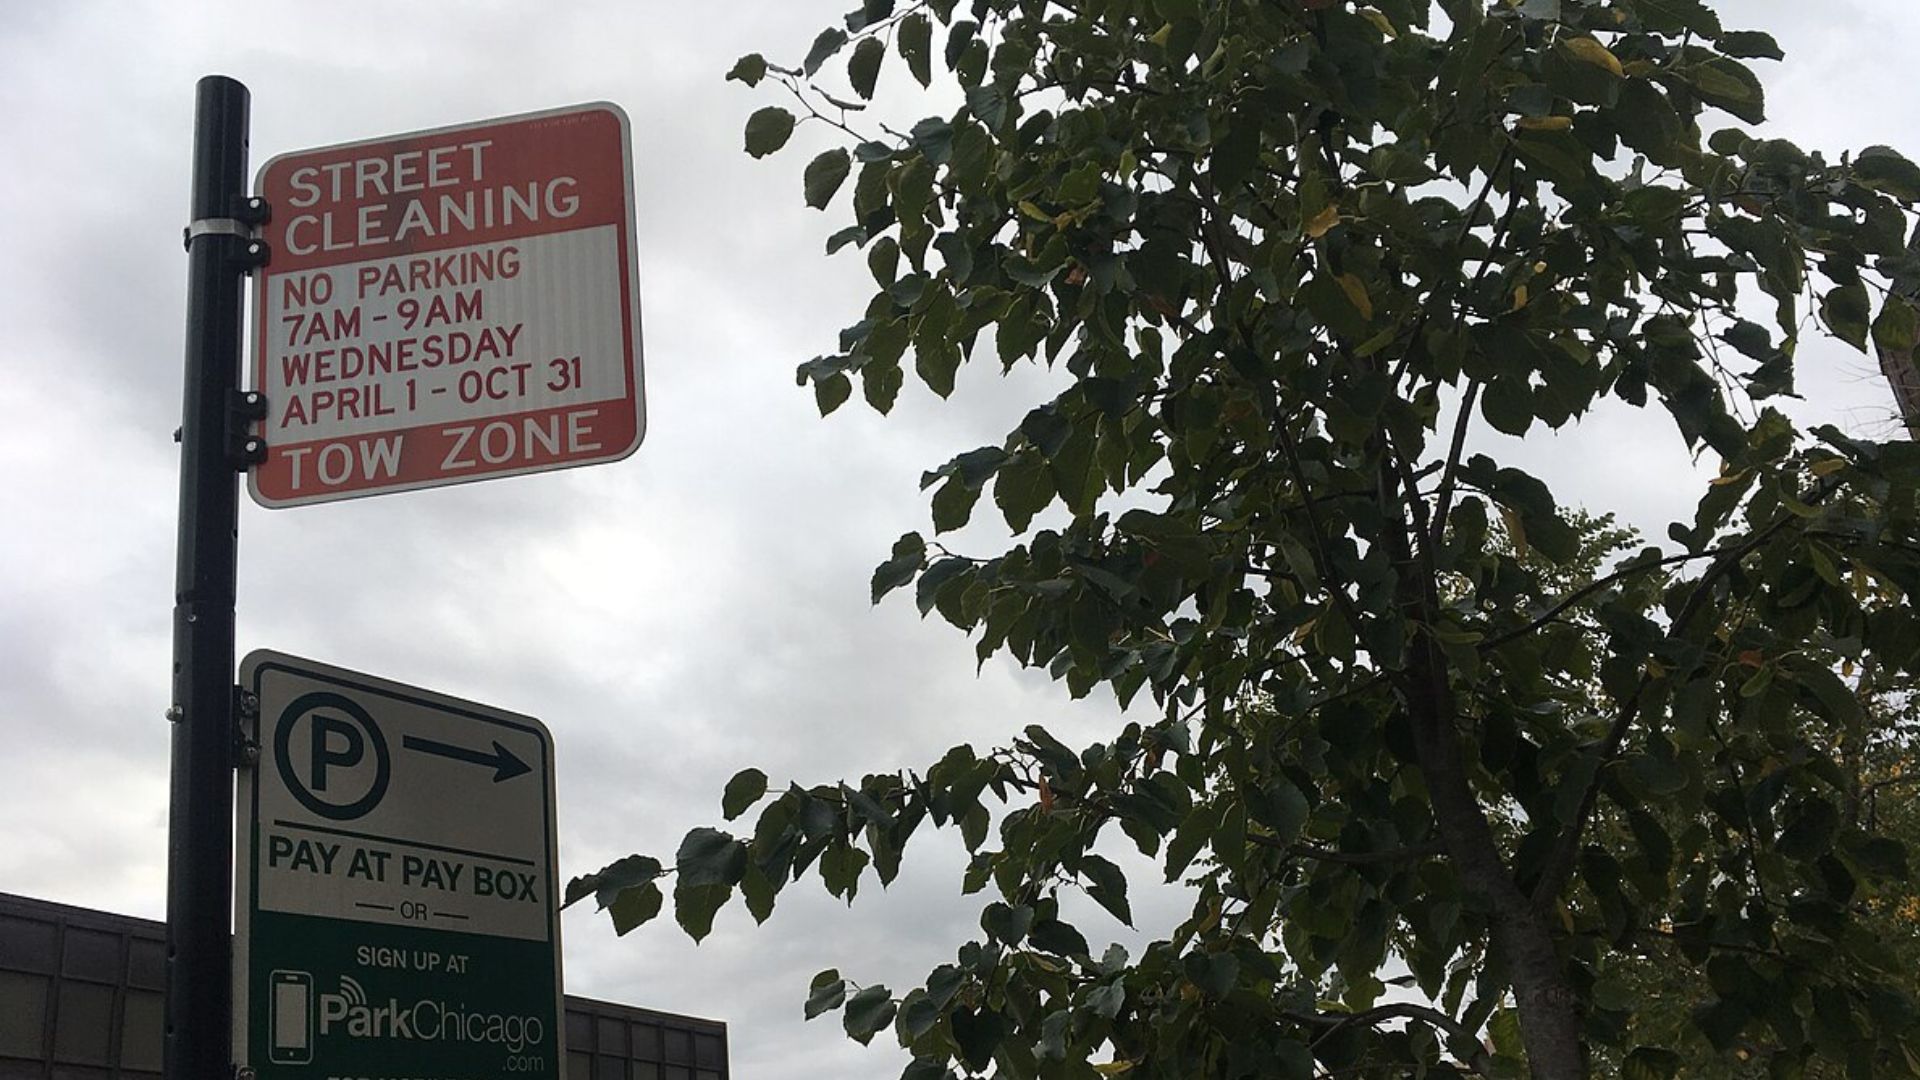 STREET
CLEANING
NO PARKING
7AM - 9AM
WEDNESDAY
APRIL 1 - OCT 31
TOW ZONE
P
PAY AT PAY BOX
OR
SIGN UP AT
ParkChicago
.com